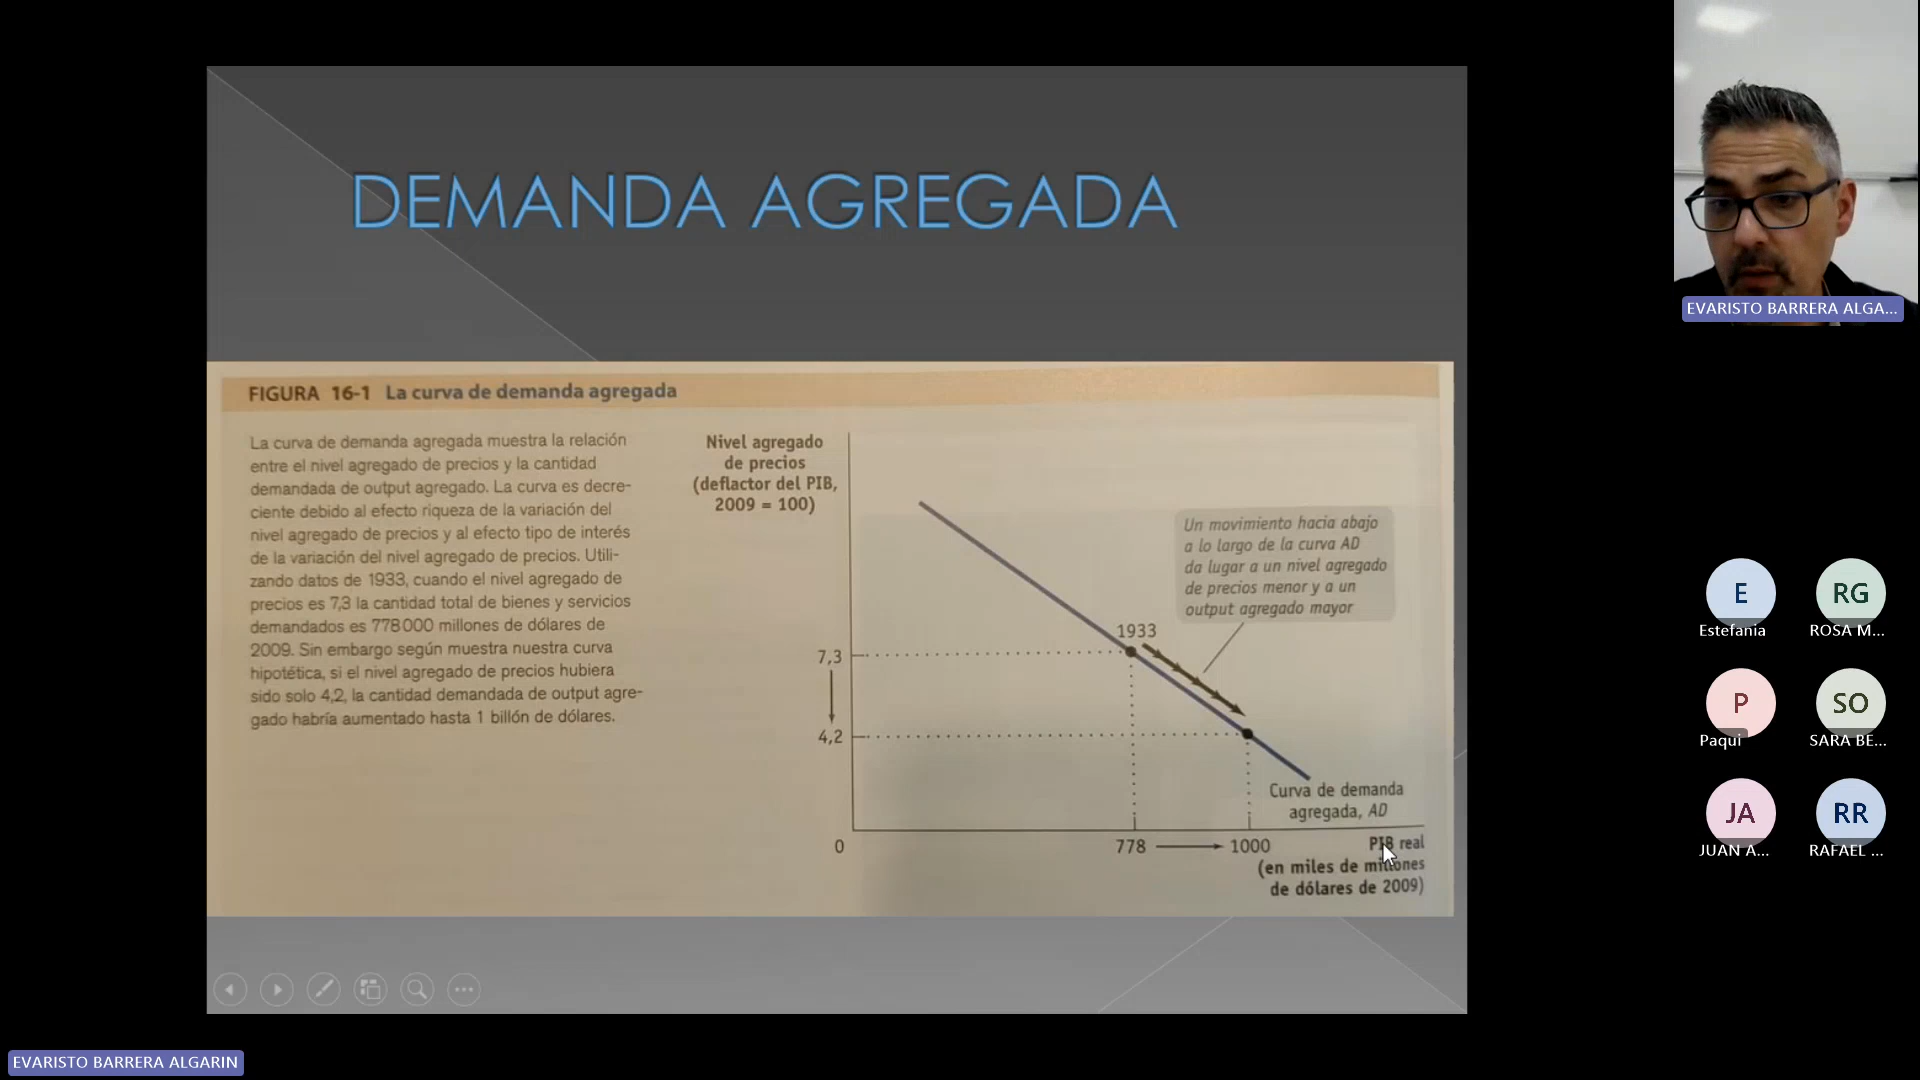 DEMANDA AGREGADA
FIGURA 16-1 La curva de demanda agregada
La curva de demanda agregada muestra la relación
entre el nivel agregado de precios y la cantidad
demandada de output agregado. La curva es decre-
ciente debido al efecto riqueza de la variación del
nivel agregado de precios y al efecto tipo de interés
de la variación del nivel agregado de precios. Utili-
zando datos de 1933, cuando el nivel agregado de
precios es 7,3 la cantidad total de bienes y servicios
demandados es 778 000 millones de dólares de
2009. Sin embargo según muestra nuestra curva
hipotética, si el nivel agregado de precios hubiera
sido solo 4,2, la cantidad demandada de output agre-
gado habría aumentado hasta 1 billón de dólares.
Nivel agregado
de precios
(deflactor del PIB,
2009 = 100)
Un movimiento hacia abajo
a lo largo de la curva AD
da lugar a un nivel agregado
de precios menor y a un
output agregado mayor
1933
7,3
4,2
Curva de demanda
agregada, AD
0
778
1000
PIB real
(en miles de millones
de dólares de 2009)
EVARISTO BARRERA ALGA...
E
Estefania
RG
ROSA M...
P
Paqui
SO
SARA BE...
JA
JUAN A...
RR
RAFAEL ...
EVARISTO BARRERA ALGARIN